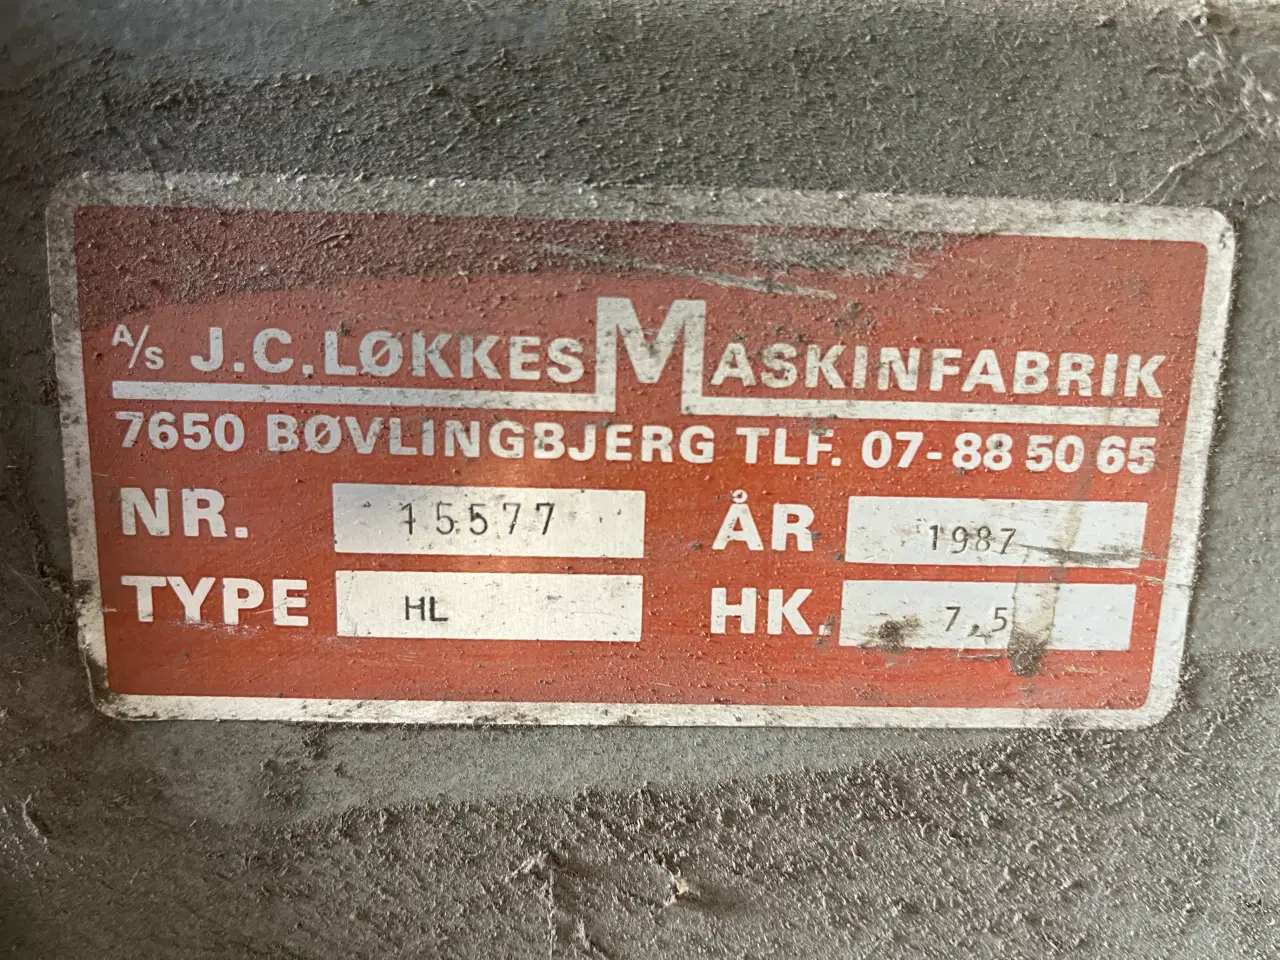 A/S J.C. LØKKES MASKINFABRIK
7650 BØVLINGBJERG TLF. 07-88 50 65
NR. 15577 ÅR 1987
TYPE HL HK. 7,5